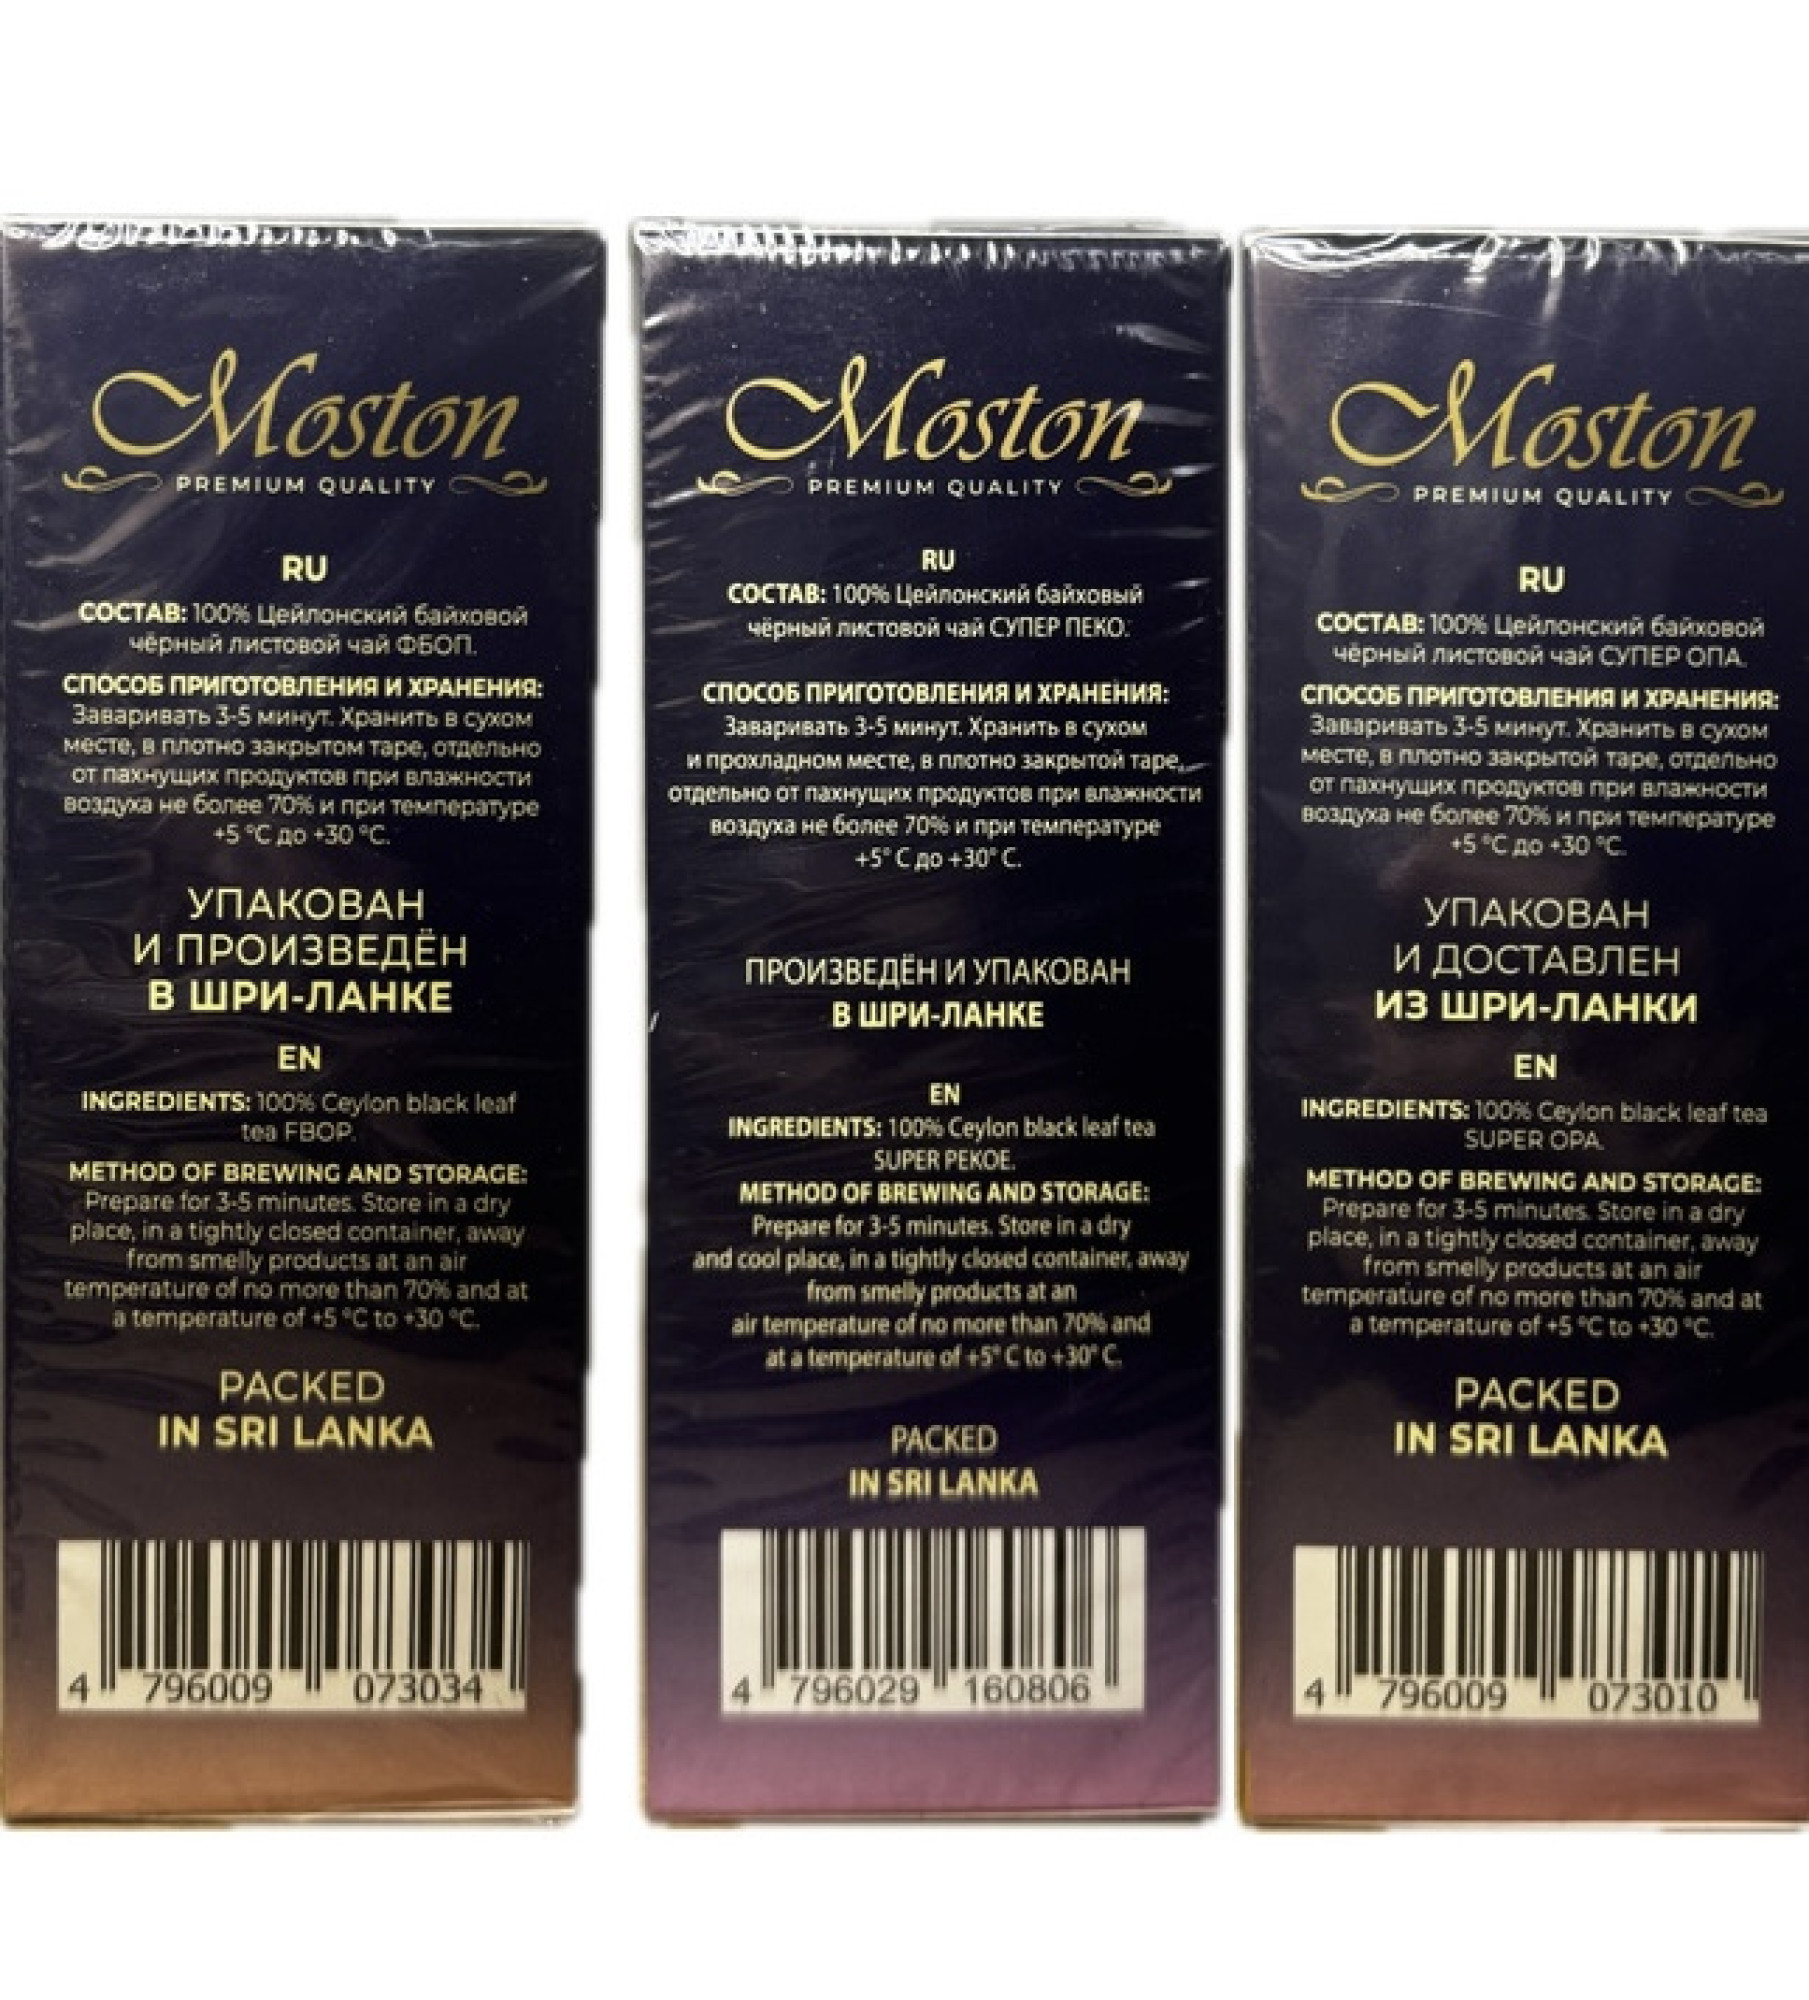 Moston
PREMIUM QUALITY
RU
СОСТАВ: 100% Цейлонский байховой
чёрный листовой чай ФБОП.
СПОСОБ ПРИГОТОВЛЕНИЯ И ХРАНЕНИЯ:
Заваривать 3-5 минут. Хранить в сухом
месте, в плотно закрытом таре, отдельно
от пахнущих продуктов при влажности
воздуха не более 70% и при температуре
+5 °C до +30 °C.
УПАКОВАН
И ПРОИЗВЕДЁН
В ШРИ-ЛАНКЕ
EN
INGREDIENTS: 100% Ceylon black leaf
tea FBOP.
METHOD OF BREWING AND STORAGE:
Prepare for 3-5 minutes. Store in a dry
place, in a tightly closed container, away
from smelly products at an air
temperature of no more than 70% and at
a temperature of +5 °C to +30 °C.
PACKED
IN SRI LANKA
4 796009 073034
Moston
PREMIUM QUALITY
RU
СОСТАВ: 100% Цейлонский байховый
чёрный листовой чай СУПЕР ПЕКО.
СПОСОБ ПРИГОТОВЛЕНИЯ И ХРАНЕНИЯ:
Заваривать 3-5 минут. Хранить в сухом
и прохладном месте, в плотно закрытой таре,
отдельно от пахнущих продуктов при влажности
воздуха не более 70% и при температуре
+5° C до +30° C.
ПРОИЗВЕДЁН И УПАКОВАН
В ШРИ-ЛАНКЕ
EN
INGREDIENTS: 100% Ceylon black leaf tea
SUPER PEKOE.
METHOD OF BREWING AND STORAGE:
Prepare for 3-5 minutes. Store in a dry
and cool place, in a tightly closed container, away
from smelly products at an
air temperature of no more than 70% and
at a temperature of +5° C to +30° C.
PACKED
IN SRI LANKA
4 796029 160806
Moston
PREMIUM QUALITY
RU
СОСТАВ: 100% Цейлонский байховой
чёрный листовой чай СУПЕР ОПА.
СПОСОБ ПРИГОТОВЛЕНИЯ И ХРАНЕНИЯ:
Заваривать 3-5 минут. Хранить в сухом
месте, в плотно закрытой таре, отдельно
от пахнущих продуктов при влажности
воздуха не более 70% и при температуре
+5 °C до +30 °C.
УПАКОВАН
И ДОСТАВЛЕН
ИЗ ШРИ-ЛАНКИ
EN
INGREDIENTS: 100% Ceylon black leaf tea
SUPER OPA.
METHOD OF BREWING AND STORAGE:
Prepare for 3-5 minutes. Store in a dry
place, in a tightly closed container, away
from smelly products at an air
temperature of no more than 70% and at
a temperature of +5 °C to +30 °C.
PACKED
IN SRI LANKA
4 796009 073010